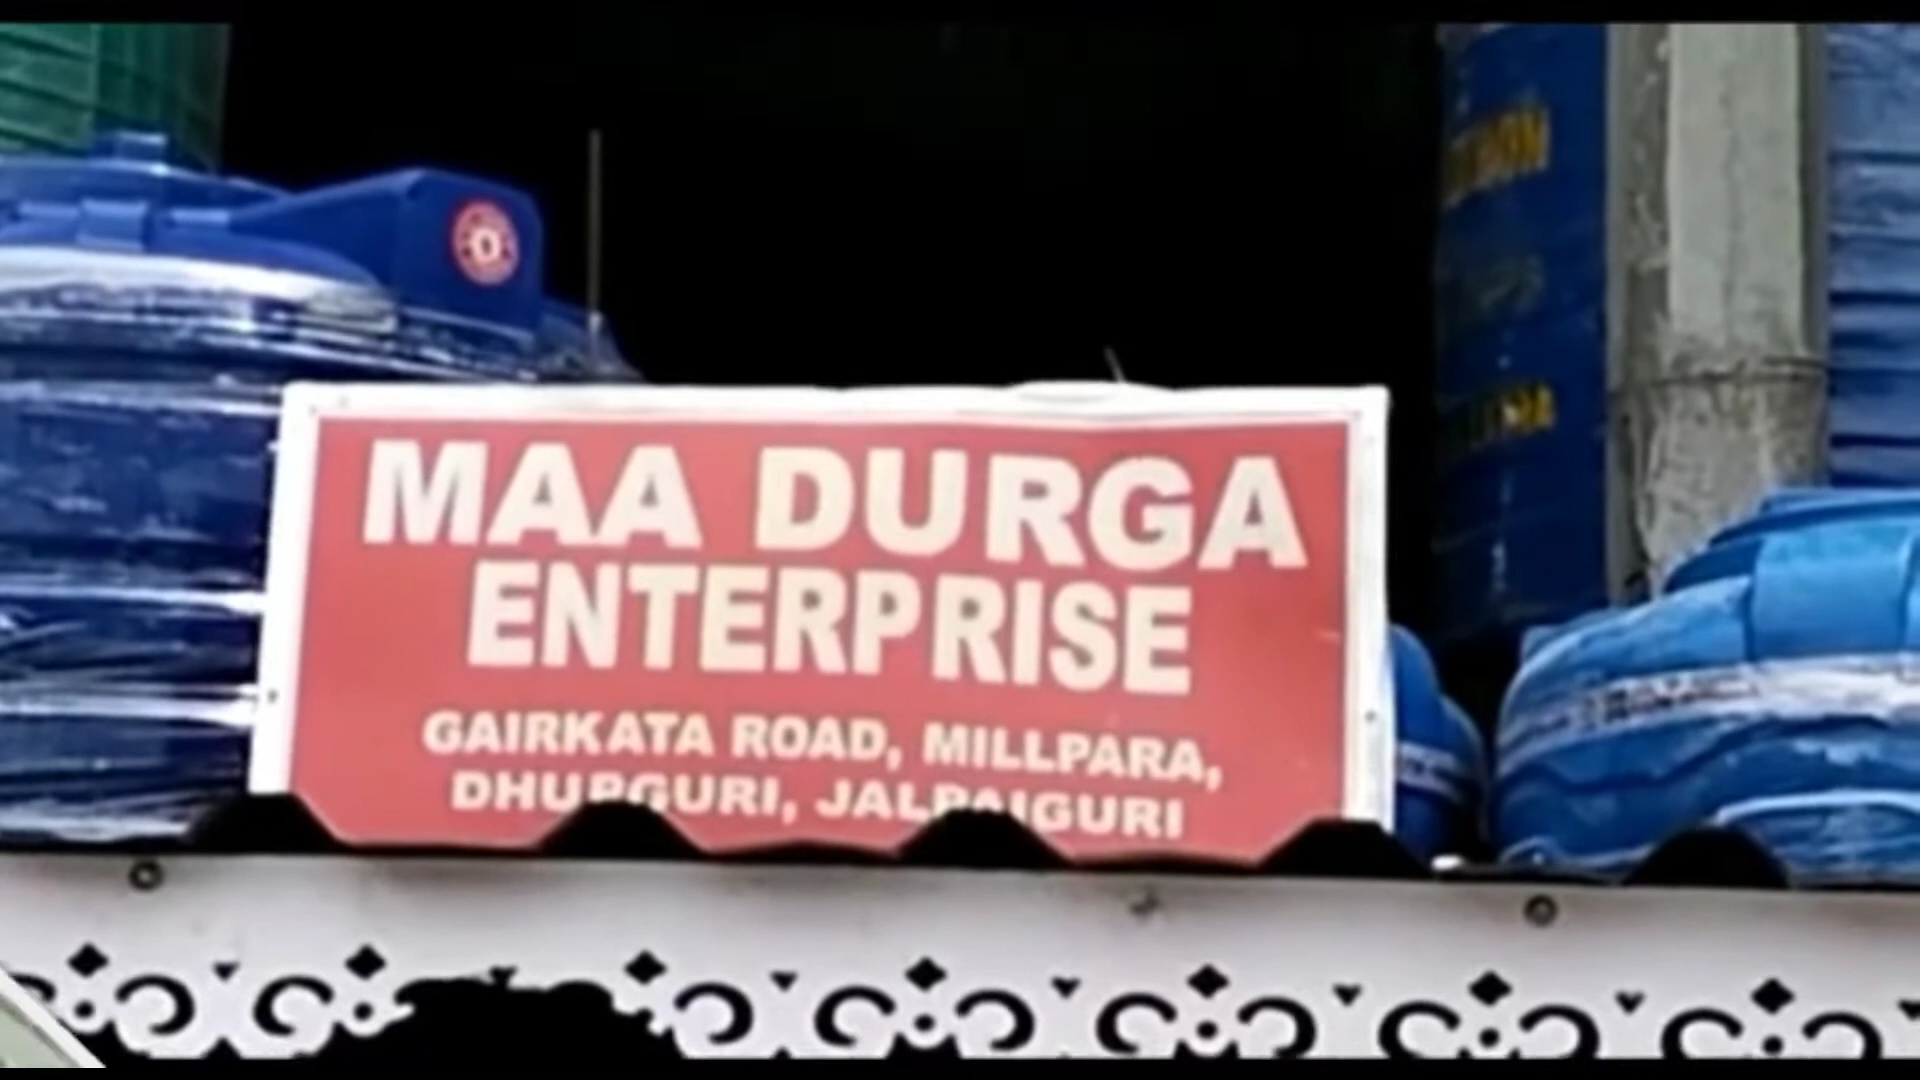 MAA DURGA
ENTERPRISE
GAIRKATA ROAD, MILLPARA,
DHUPGURI, JALPAIGURI